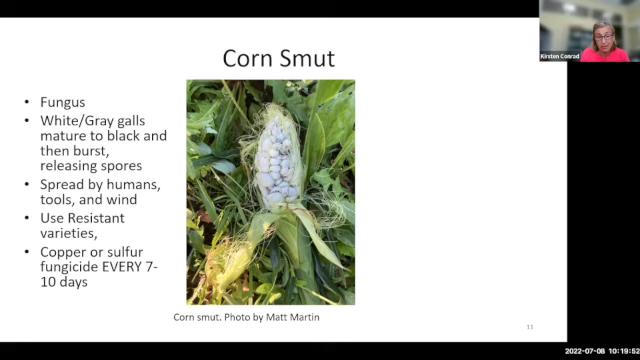 Corn Smut
• Fungus
• White/Gray galls
mature to black and
then burst,
releasing spores
• Spread by humans,
tools, and wind
• Use Resistant
varieties,
• Copper or sulfur
fungicide EVERY 7-
10 days
Corn smut. Photo by Matt Martin
11
Kirsten Conrad
2022-07-08 10:19:52